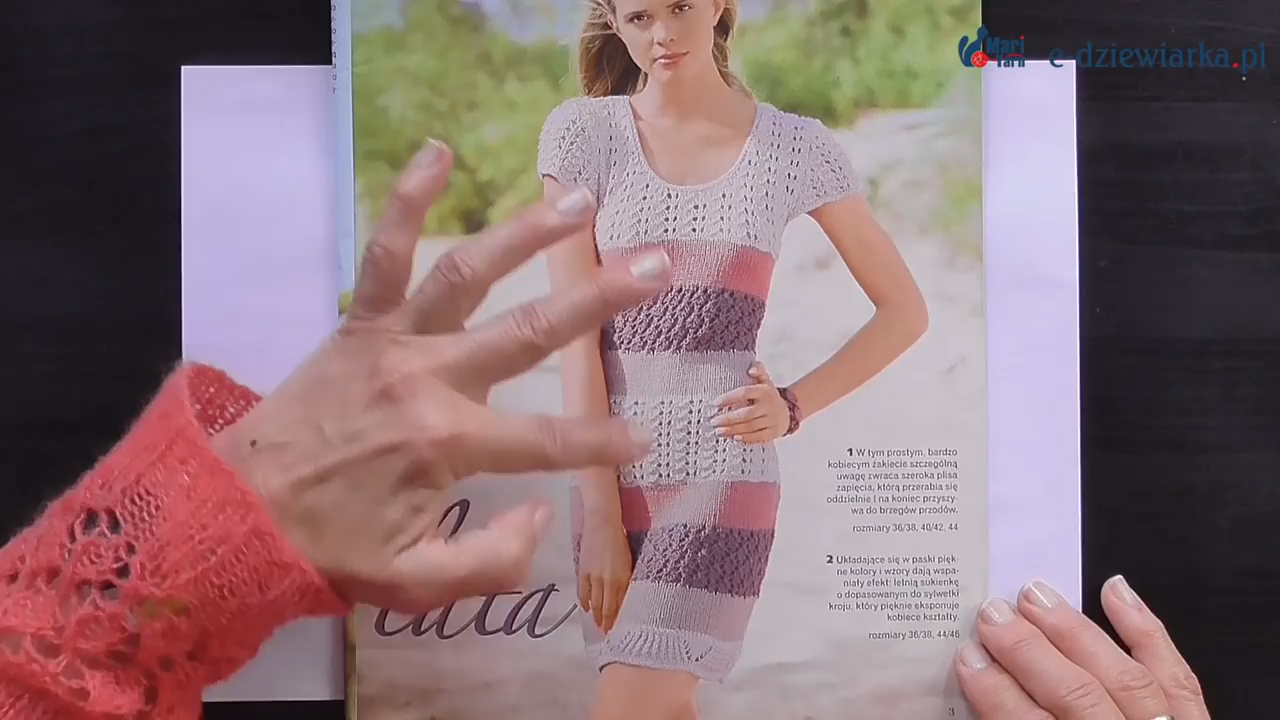 Mari
Yarn
e-dziewiarka.pl
1 W tym prostym, bardzo
kobiecym żakiecie szczególną
uwagę zwraca szeroka plisa
zapięcia, którą przerabia się
oddzielnie i na koniec przyszy-
wa do brzegów przodów.
rozmiary 36/38, 40/42, 44
2 Układające się w paski pięk-
ne kolory i wzory dają wspa-
niały efekt: letnią sukienkę
o dopasowanym do sylwetki
kroju, który pięknie eksponuje
kobiece kształty.
rozmiary 36/38, 44/46
lata
3